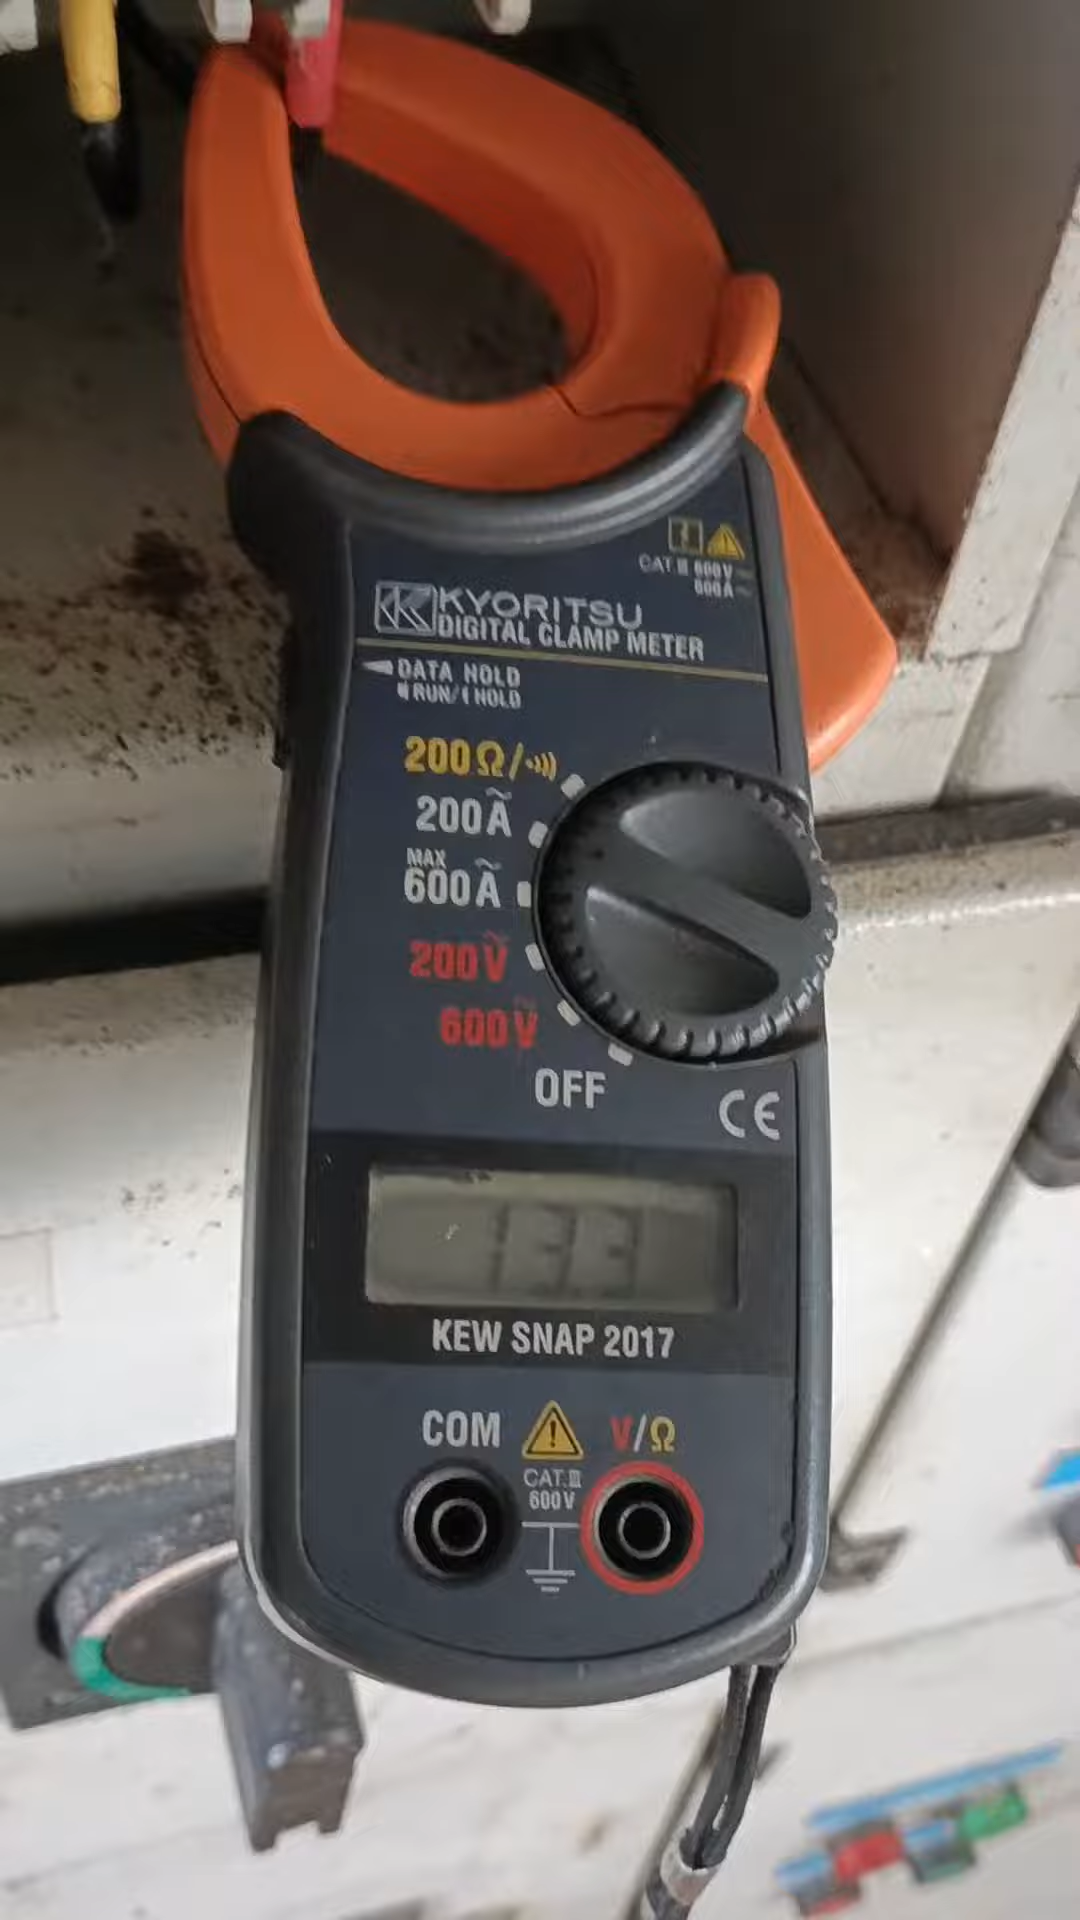 CAT.III 600V~
600A~
KYORITSU
DIGITAL CLAMP METER
DATA HOLD
RUN/ HOLD
200Ω/
200A
MAX
600A
200V
600V
OFF
CE
KEW SNAP 2017
COM
V/Ω
CAT.III
600V